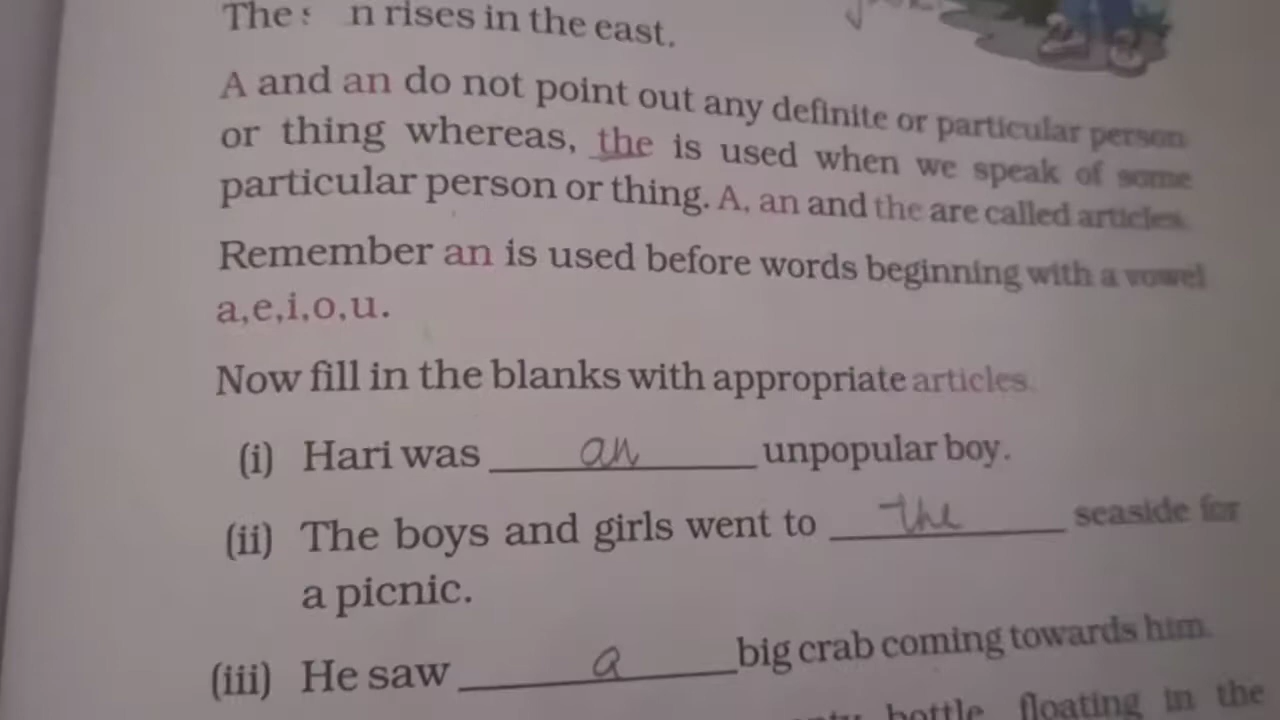 The s n rises in the east.
A and an do not point out any definite or particular person
or thing whereas, the is used when we speak of some
particular person or thing. A, an and the are called articles.
Remember an is used before words beginning with a vowel
a,e,i,o,u.
Now fill in the blanks with appropriate articles.
(i) Hari was an unpopular boy.
(ii) The boys and girls went to the seaside for
a picnic.
(iii) He saw a big crab coming towards him.
bottle floating in the